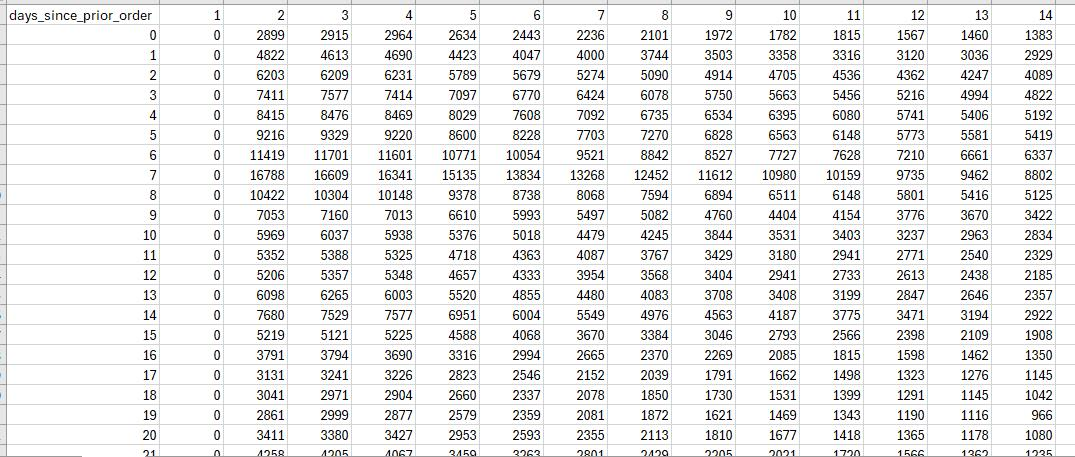 days_since_prior_order 1 2 3 4 5 6 7 8 9 10 11 12 13 14
0 0 2899 2915 2964 2634 2443 2236 2101 1972 1782 1815 1567 1460 1383
1 0 4822 4613 4690 4423 4047 4000 3744 3503 3358 3316 3120 3036 2929
2 0 6203 6209 6231 5789 5679 5274 5090 4914 4705 4536 4362 4247 4089
3 0 7411 7577 7414 7097 6770 6424 6078 5750 5663 5456 5216 4994 4822
4 0 8415 8476 8469 8029 7608 7092 6735 6534 6395 6080 5741 5406 5192
5 0 9216 9329 9220 8600 8228 7703 7270 6828 6563 6148 5773 5581 5419
6 0 11419 11701 11601 10771 10054 9521 8842 8527 7727 7628 7210 6661 6337
7 0 16788 16609 16341 15135 13834 13268 12452 11612 10980 10159 9735 9462 8802
8 0 10422 10304 10148 9378 8738 8068 7594 6894 6511 6148 5801 5416 5125
9 0 7053 7160 7013 6610 5993 5497 5082 4760 4404 4154 3776 3670 3422
10 0 5969 6037 5938 5376 5018 4479 4245 3844 3531 3403 3237 2963 2834
11 0 5352 5388 5325 4718 4363 4087 3767 3429 3180 2941 2771 2540 2329
12 0 5206 5357 5348 4657 4333 3954 3568 3404 2941 2733 2613 2438 2185
13 0 6098 6265 6003 5520 4855 4480 4083 3708 3408 3199 2847 2646 2357
14 0 7680 7529 7577 6951 6004 5549 4976 4563 4187 3775 3471 3194 2922
15 0 5219 5121 5225 4588 4068 3670 3384 3046 2793 2566 2398 2109 1908
16 0 3791 3794 3690 3316 2994 2665 2370 2269 2085 1815 1598 1462 1350
17 0 3131 3241 3226 2823 2546 2152 2039 1791 1662 1498 1323 1276 1145
18 0 3041 2971 2904 2660 2337 2078 1850 1730 1531 1399 1291 1145 1042
19 0 2861 2999 2877 2579 2359 2081 1872 1621 1469 1343 1190 1116 966
20 0 3411 3380 3427 2953 2593 2355 2113 1810 1677 1418 1365 1178 1080
21 0 4258 4205 4067 3459 3263 2801 2429 2205 2021 1720 1566 1362 1235